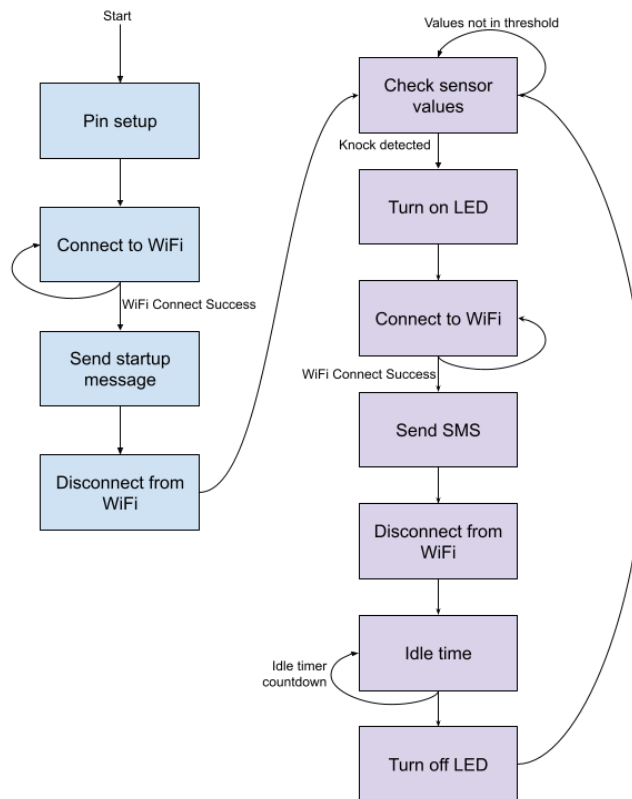 Start
Pin setup
Connect to WiFi
WiFi Connect Success
Send startup
message
Disconnect from
WiFi
Values not in threshold
Check sensor
values
Knock detected
Turn on LED
Connect to WiFi
WiFi Connect Success
Send SMS
Disconnect from
WiFi
Idle time
Idle timer
countdown
Turn off LED